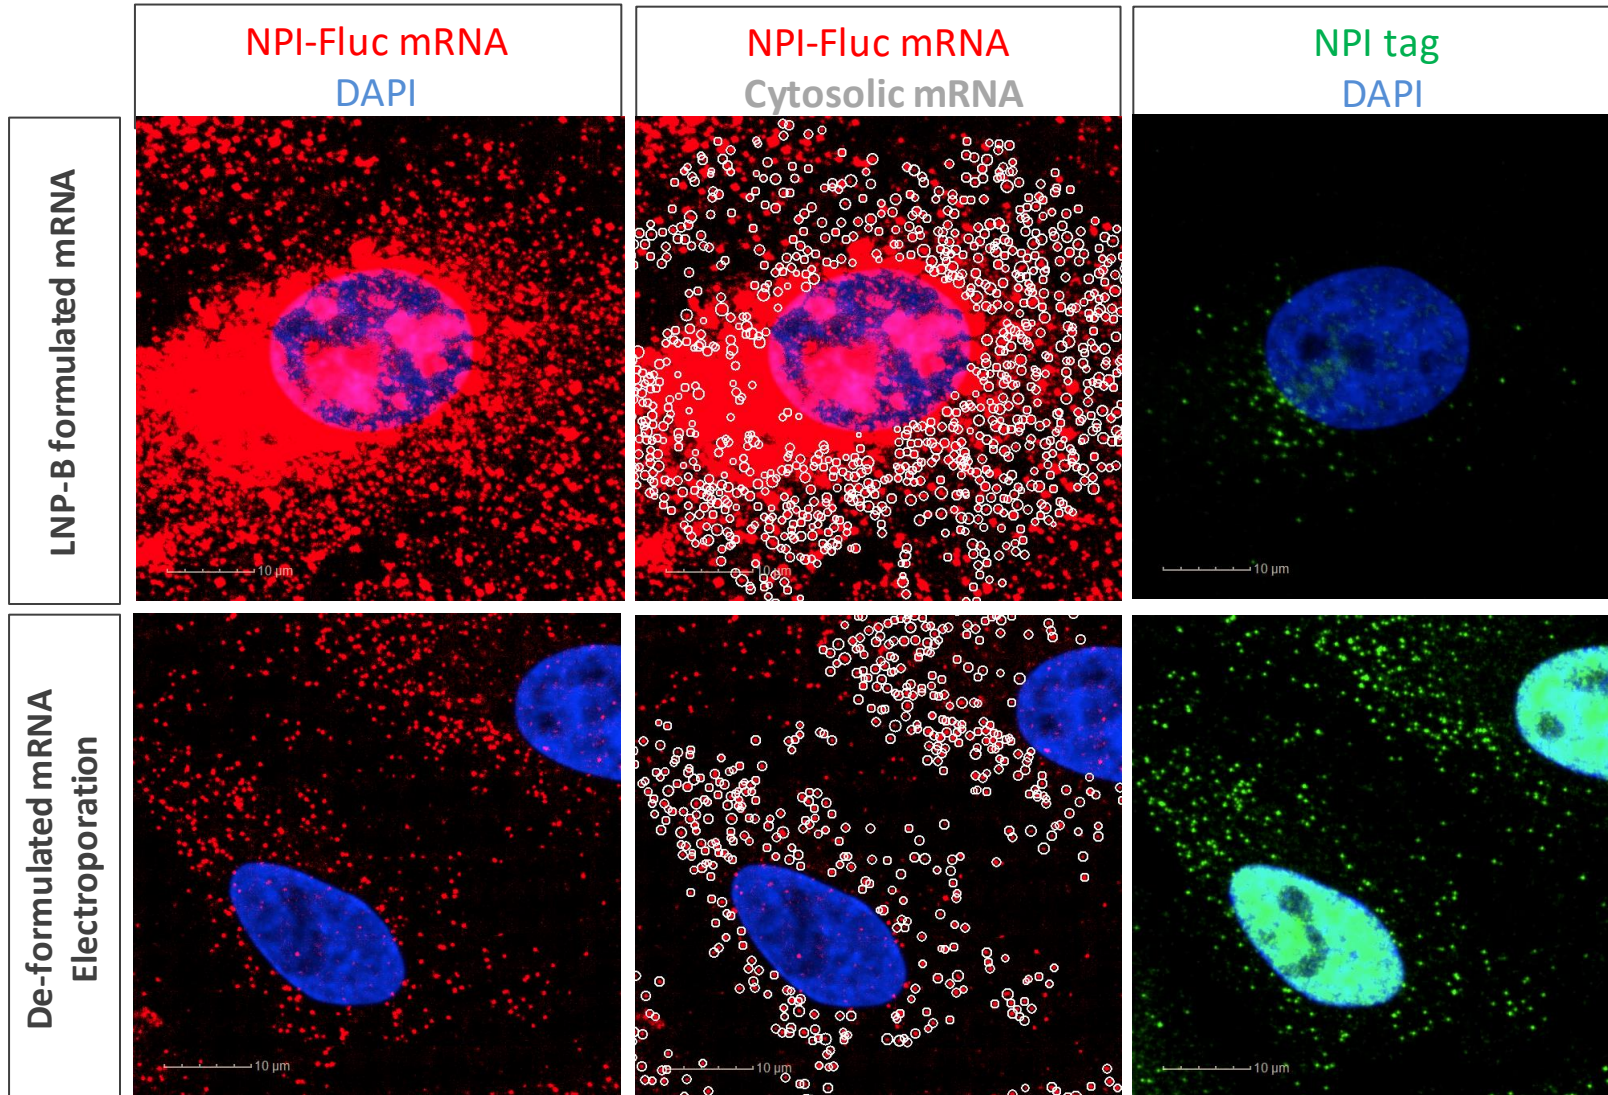 NPI-Fluc mRNA
DAPI
NPI-Fluc mRNA
Cytosolic mRNA
NPI tag
DAPI
LNP-B formulated mRNA
10 µm
10 µm
10 µm
De-formulated mRNA
Electroporation
10 µm
10 µm
10 µm